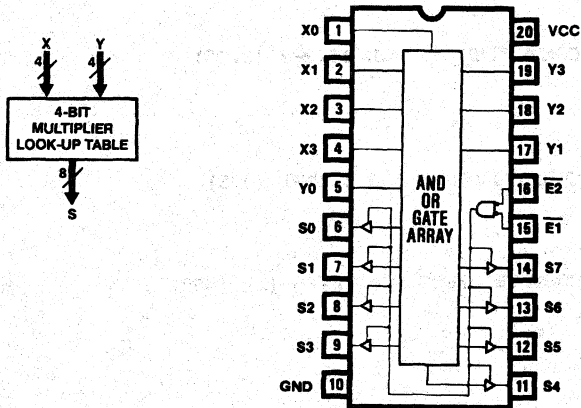 X Y
4 4
4-BIT
MULTIPLIER
LOOK-UP TABLE
8
S
X0 1
X1 2
X2 3
X3 4
Y0 5
S0 6
S1 7
S2 8
S3 9
GND 10
AND
OR
GATE
ARRAY
20 VCC
19 Y3
18 Y2
17 Y1
16 E2
15 E1
14 S7
13 S6
12 S5
11 S4